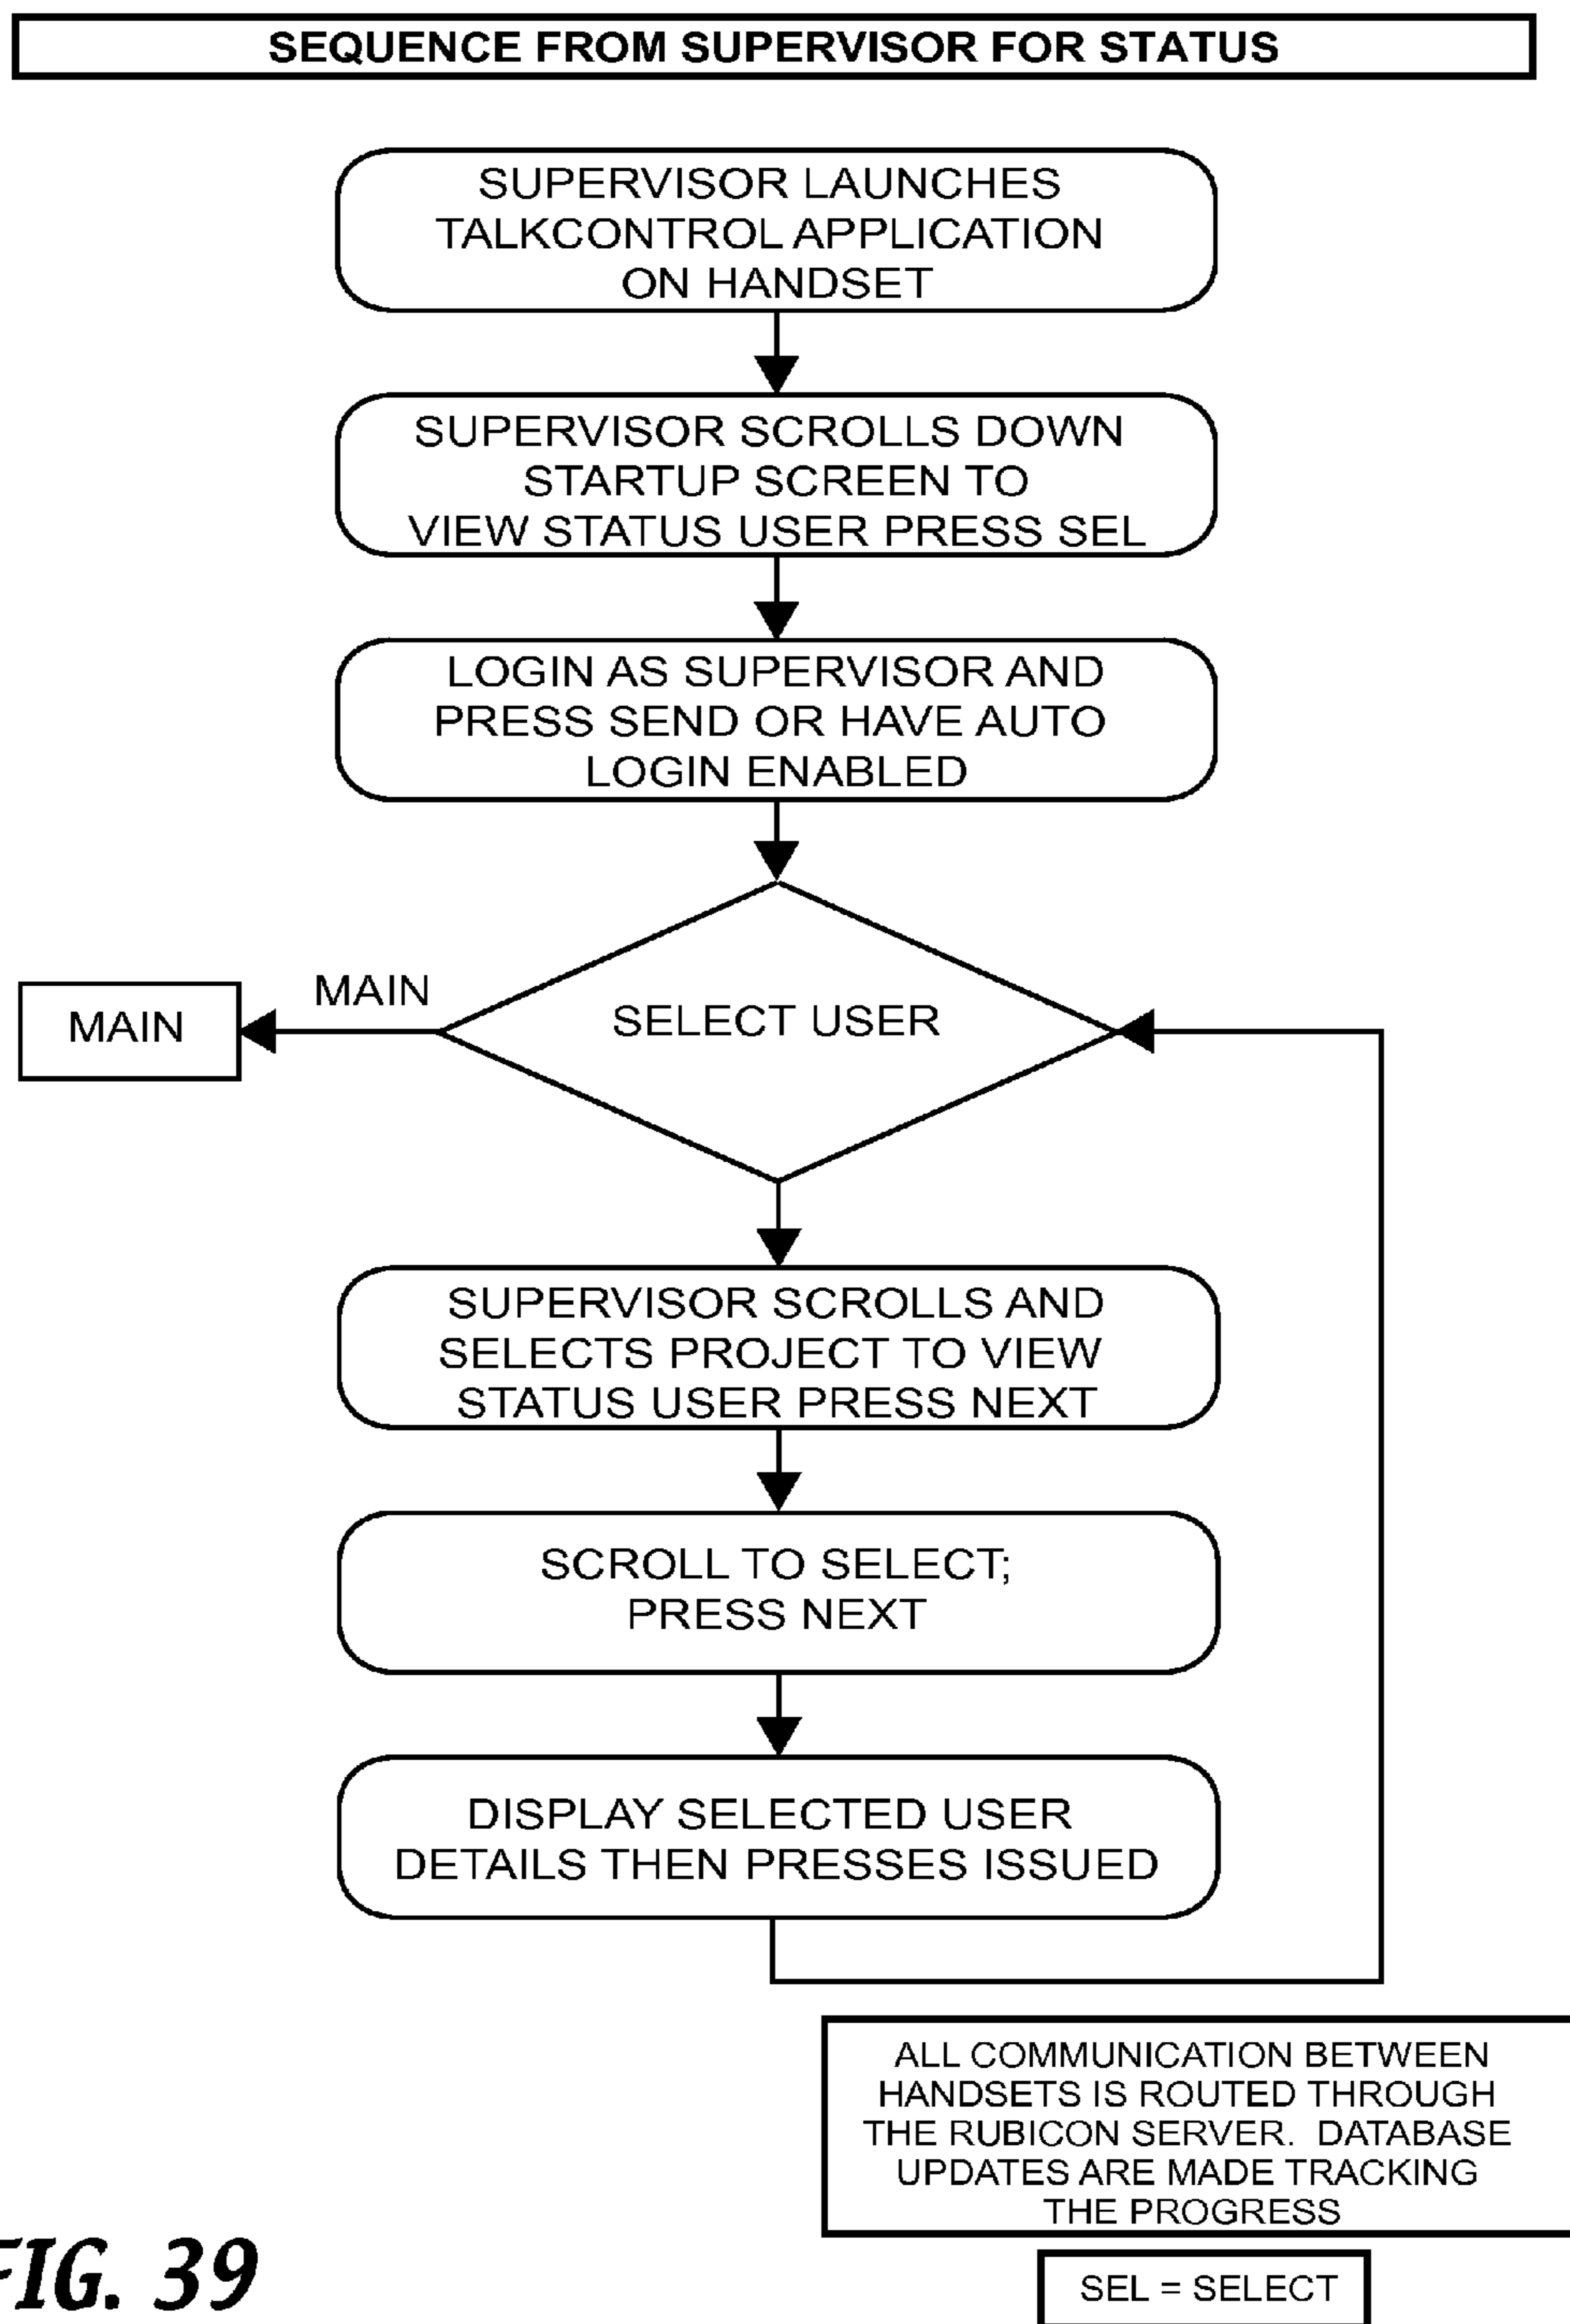 SEQUENCE FROM SUPERVISOR FOR STATUS
SUPERVISOR LAUNCHES
TALKCONTROL APPLICATION
ON HANDSET
SUPERVISOR SCROLLS DOWN
STARTUP SCREEN TO
VIEW STATUS USER PRESS SEL
LOGIN AS SUPERVISOR AND
PRESS SEND OR HAVE AUTO
LOGIN ENABLED
MAIN
MAIN
SELECT USER
SUPERVISOR SCROLLS AND
SELECTS PROJECT TO VIEW
STATUS USER PRESS NEXT
SCROLL TO SELECT;
PRESS NEXT
DISPLAY SELECTED USER
DETAILS THEN PRESSES ISSUED
ALL COMMUNICATION BETWEEN
HANDSETS IS ROUTED THROUGH
THE RUBICON SERVER. DATABASE
UPDATES ARE MADE TRACKING
THE PROGRESS
FIG. 39
SEL = SELECT